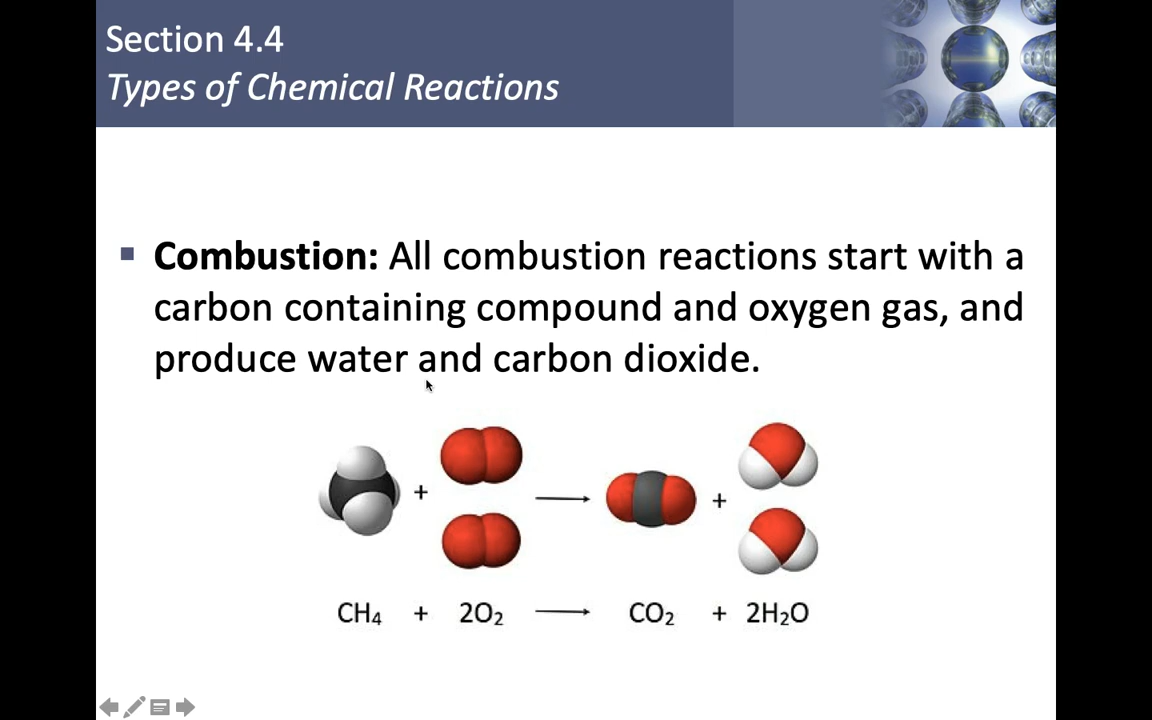 Section 4.4
Types of Chemical Reactions
▪ Combustion: All combustion reactions start with a
carbon containing compound and oxygen gas, and
produce water and carbon dioxide.
+ ⟶ +
CH₄ + 2O₂ ⟶ CO₂ + 2H₂O